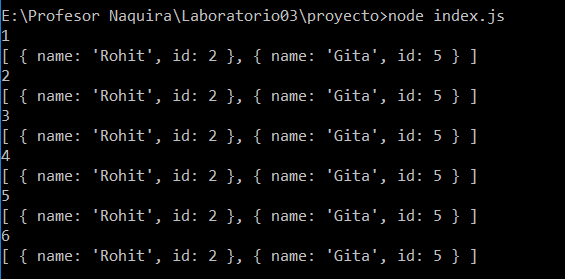 E:\Profesor Naquira\Laboratorio03\proyecto>node index.js
1
[ { name: 'Rohit', id: 2 }, { name: 'Gita', id: 5 } ]
2
[ { name: 'Rohit', id: 2 }, { name: 'Gita', id: 5 } ]
3
[ { name: 'Rohit', id: 2 }, { name: 'Gita', id: 5 } ]
4
[ { name: 'Rohit', id: 2 }, { name: 'Gita', id: 5 } ]
5
[ { name: 'Rohit', id: 2 }, { name: 'Gita', id: 5 } ]
6
[ { name: 'Rohit', id: 2 }, { name: 'Gita', id: 5 } ]